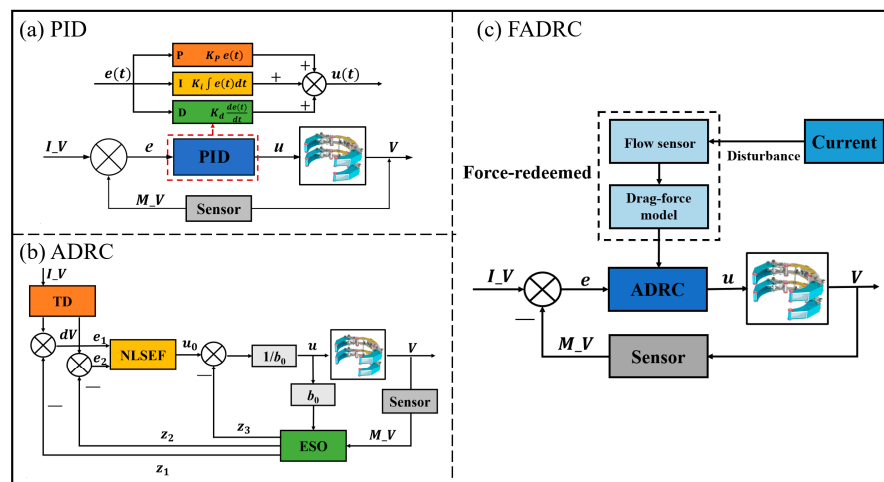 (a) PID
P K_P e(t)
e(t)
I K_i ∫ e(t)dt
D K_d de(t)/dt
+
+
+
u(t)
I_V
e
PID
u
V
M_V
Sensor
(b) ADRC
I_V
TD
dV
e_1
e_2
NLSEF
u_0
1/b_0
u
V
b_0
Sensor
—
—
—
z_3
z_2
z_1
ESO
M_V
(c) FADRC
Flow sensor
Current
Disturbance
Force-redeemed
Drag-force
model
I_V
e
ADRC
u
V
—
M_V
Sensor